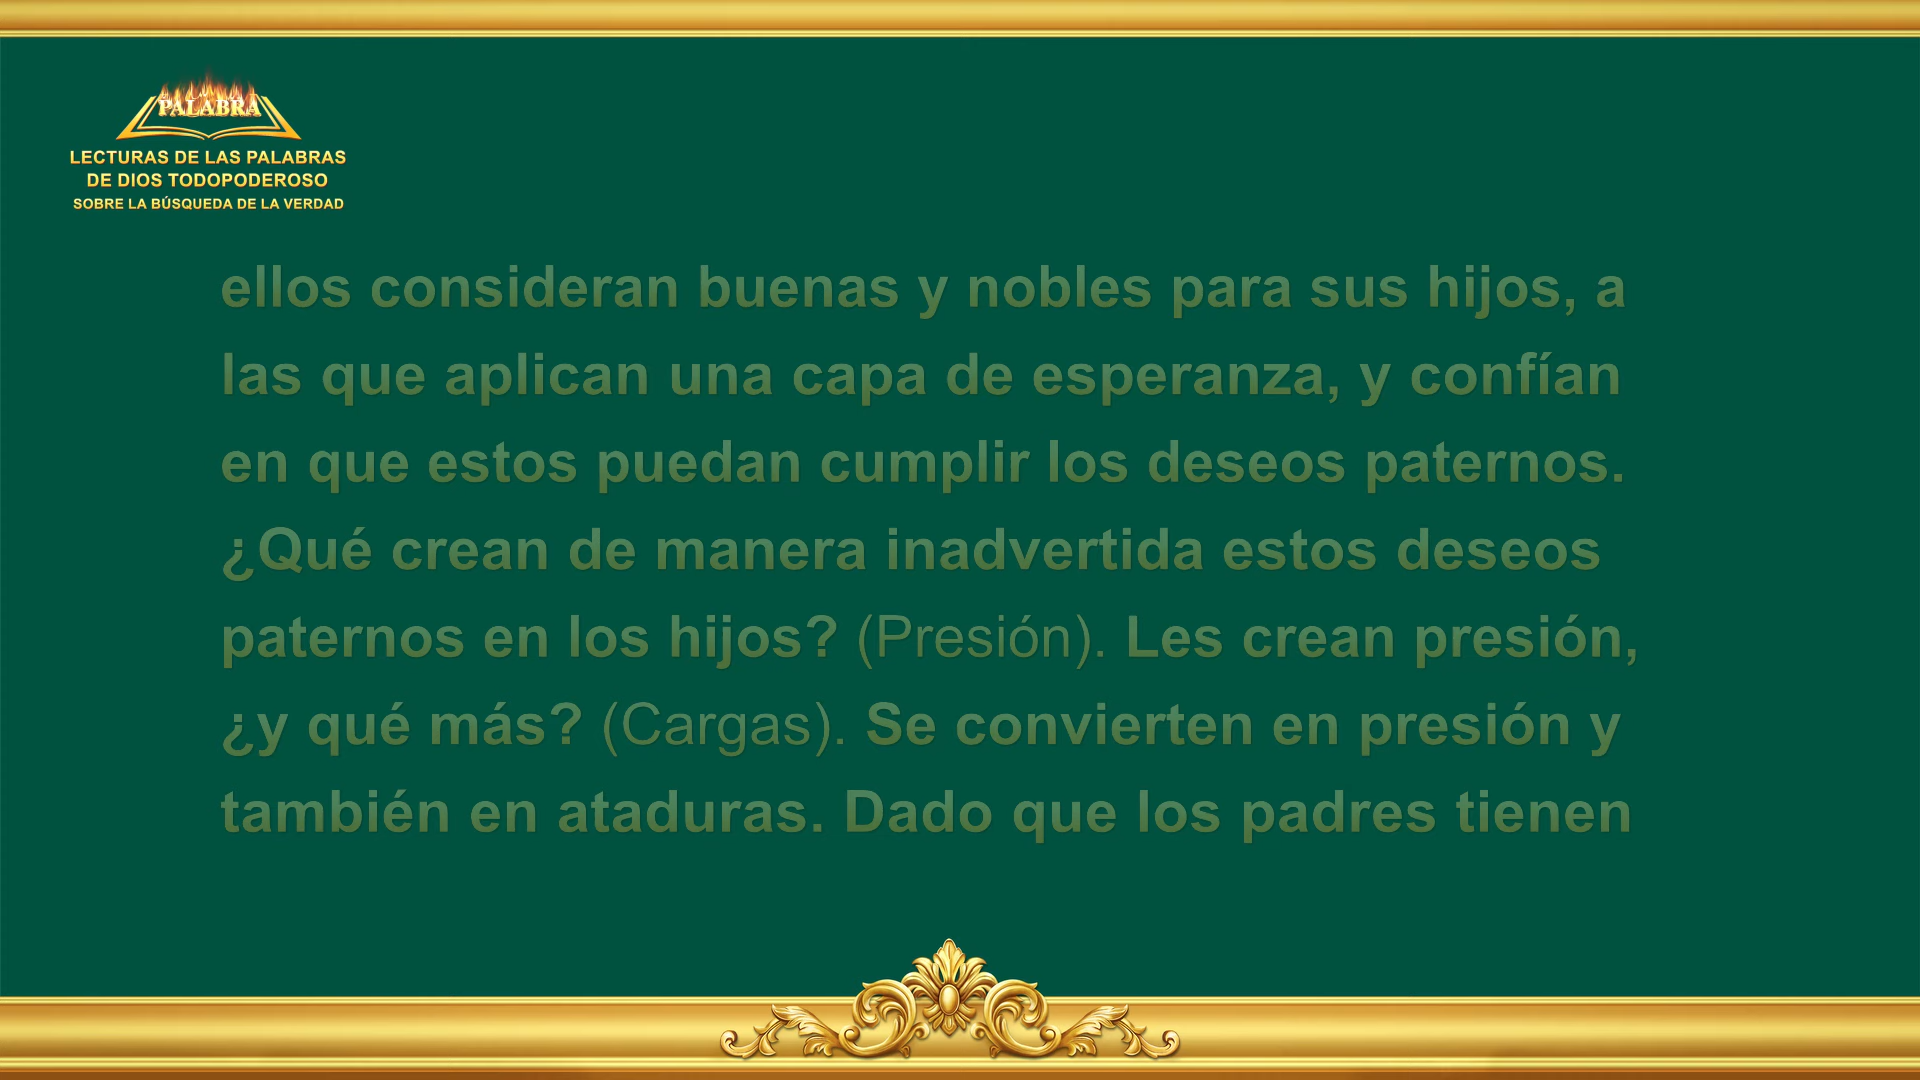 PALABRA
LECTURAS DE LAS PALABRAS
DE DIOS TODOPODEROSO
SOBRE LA BÚSQUEDA DE LA VERDAD
ellos consideran buenas y nobles para sus hijos, a
las que aplican una capa de esperanza, y confían
en que estos puedan cumplir los deseos paternos.
¿Qué crean de manera inadvertida estos deseos
paternos en los hijos? (Presión). Les crean presión,
¿y qué más? (Cargas). Se convierten en presión y
también en ataduras. Dado que los padres tienen